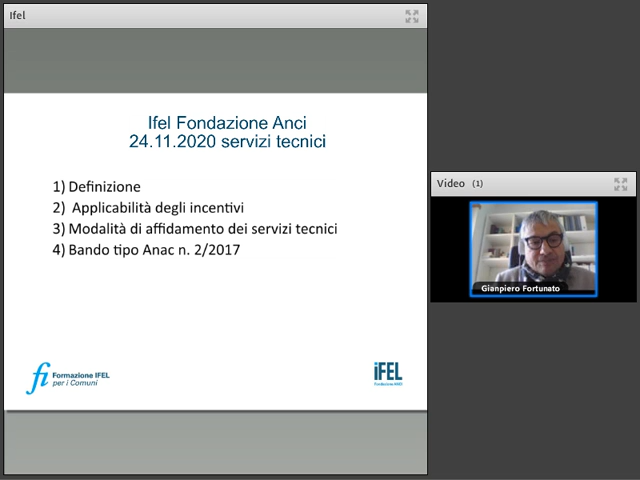 Ifel
Ifel Fondazione Anci
24.11.2020 servizi tecnici
1) Definizione
2) Applicabilità degli incentivi
3) Modalità di affidamento dei servizi tecnici
4) Bando tipo Anac n. 2/2017
fi Formazione IFEL
per i Comuni
iFEL
Fondazione ANCI
Video (1)
Gianpiero Fortunato